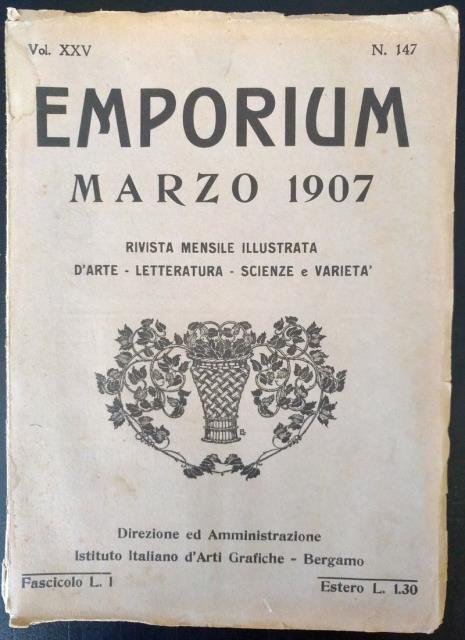 Vol. XXV
N. 147
EMPORIUM
MARZO 1907
RIVISTA MENSILE ILLUSTRATA
D'ARTE - LETTERATURA - SCIENZE e VARIETA'
Direzione ed Amministrazione
Istituto Italiano d'Arti Grafiche - Bergamo
Fascicolo L. 1
Estero L. 1.30